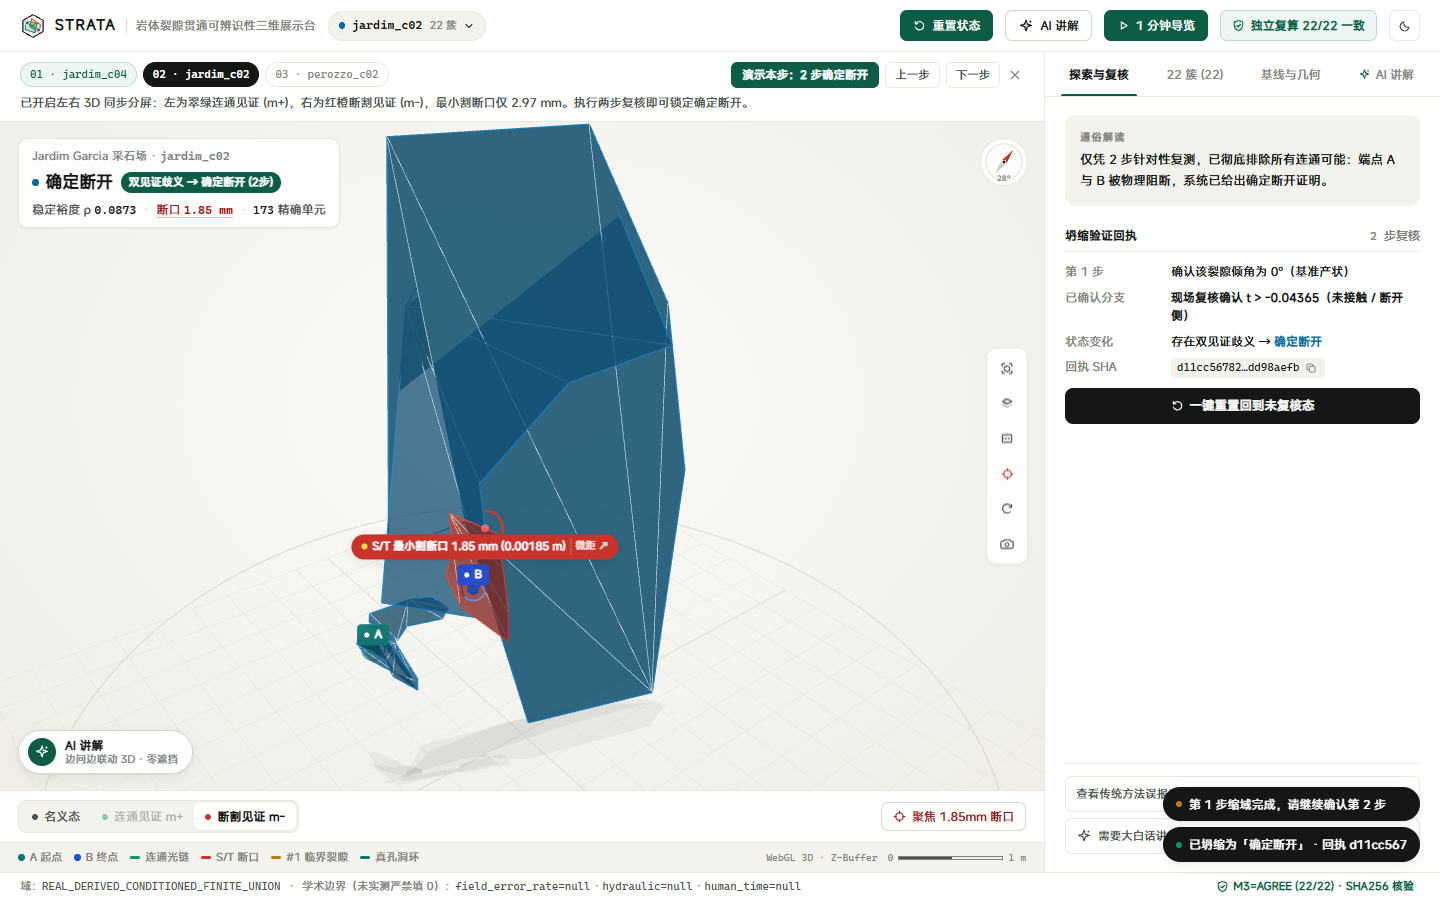 STRATA 岩体裂隙贯通可辨识性三维展示台 jardim_c02 22 簇 重置状态 AI 讲解 1 分钟导览 独立复算 22/22 一致
01 · jardim_c04 02 · jardim_c02 03 · perozzo_c02 演示本步：2 步确定断开 上一步 下一步
已开启左右 3D 同步分屏：左为翠绿连通见证 (m+)，右为红橙断割见证 (m−)，最小割断口仅 2.97 mm。执行两步复核即可锁定确定断开。
探索与复核 22 簇 (22) 基线与几何 AI 讲解
Jardim Garcia 采石场 · jardim_c02
确定断开 双见证歧义 → 确定断开 (2步)
稳定裕度 ρ 0.0873 · 断口 1.85 mm · 173 精确单元
28°
S/T 最小割断口 1.85 mm (0.00185 m) 微距 ↗
B
A
AI 讲解
边问边联动 3D · 零遮挡
名义态 连通见证 m+ 断割见证 m− 聚焦 1.85mm 断口
A 起点 B 终点 连通光链 S/T 断口 #1 临界裂隙 真孔洞环 WebGL 3D · Z-Buffer 0 1 m
通俗解读
仅凭 2 步针对性复测，已彻底排除所有连通可能：端点 A
与 B 被物理阻断，系统已给出确定断开证明。
坍缩验证回执 2 步复核
第 1 步 确认该裂隙倾角为 0°（基准产状）
已确认分支 现场复核确认 t > −0.04365（未接触 / 断开
侧）
状态变化 存在双见证歧义 → 确定断开
回执 SHA d11cc56782…dd98aefb
一键重置回到未复核态
查看传统方法误报
第 1 步缩域完成，请继续确认第 2 步
需要大白话讲
已坍缩为「确定断开」 · 回执 d11cc567
域：REAL_DERIVED_CONDITIONED_FINITE_UNION · 学术边界（未实测严禁填 0）：field_error_rate=null · hydraulic=null · human_time=null M3=AGREE (22/22) · SHA256 核验